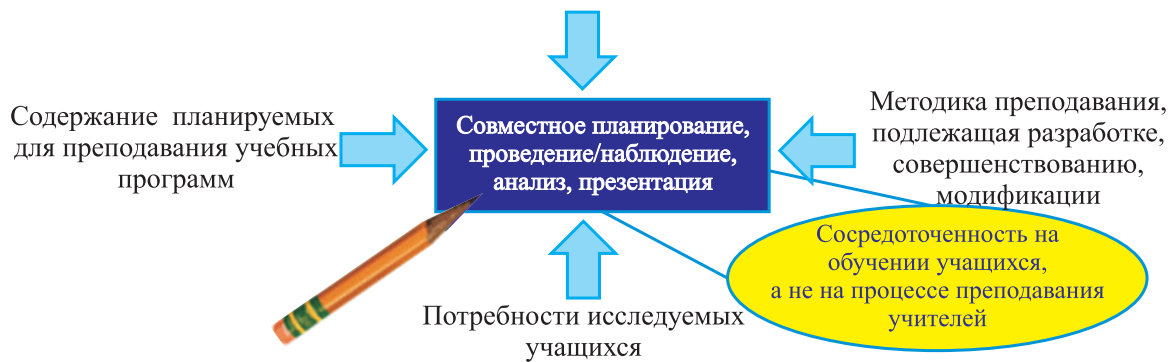 Содержание планируемых
для преподавания учебных
программ
Совместное планирование,
проведение/наблюдение,
анализ, презентация
Методика преподавания,
подлежащая разработке,
совершенствованию,
модификации
Сосредоточенность на
обучении учащихся,
а не на процессе преподавания
учителей
Потребности исследуемых
учащихся